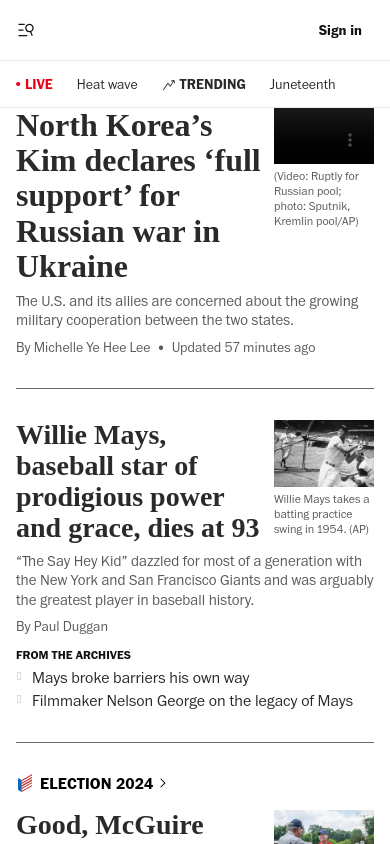 Sign in
LIVE
Heat wave
TRENDING
Juneteenth
North Korea’s
Kim declares ‘full
support’ for
Russian war in
Ukraine
(Video: Ruptly for
Russian pool;
photo: Sputnik,
Kremlin pool/AP)
The U.S. and its allies are concerned about the growing
military cooperation between the two states.
By Michelle Ye Hee Lee • Updated 57 minutes ago
Willie Mays,
baseball star of
prodigious power
and grace, dies at 93
Willie Mays takes a
batting practice
swing in 1954. (AP)
“The Say Hey Kid” dazzled for most of a generation with
the New York and San Francisco Giants and was arguably
the greatest player in baseball history.
By Paul Duggan
FROM THE ARCHIVES
Mays broke barriers his own way
Filmmaker Nelson George on the legacy of Mays
ELECTION 2024
Good, McGuire